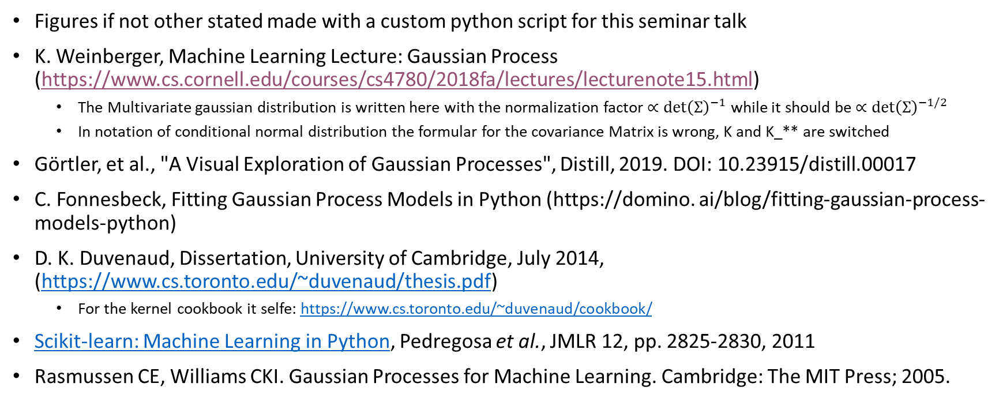 • Figures if not other stated made with a custom python script for this seminar talk
• K. Weinberger, Machine Learning Lecture: Gaussian Process
(https://www.cs.cornell.edu/courses/cs4780/2018fa/lectures/lecturenote15.html)
• The Multivariate gaussian distribution is written here with the normalization factor ∝ det(Σ)⁻¹ while it should be ∝ det(Σ)⁻¹/²
• In notation of conditional normal distribution the formular for the covariance Matrix is wrong, K and K_** are switched
• Görtler, et al., "A Visual Exploration of Gaussian Processes", Distill, 2019. DOI: 10.23915/distill.00017
• C. Fonnesbeck, Fitting Gaussian Process Models in Python (https://domino. ai/blog/fitting-gaussian-process-
models-python)
• D. K. Duvenaud, Dissertation, University of Cambridge, July 2014,
(https://www.cs.toronto.edu/~duvenaud/thesis.pdf)
• For the kernel cookbook it selfe: https://www.cs.toronto.edu/~duvenaud/cookbook/
• Scikit-learn: Machine Learning in Python, Pedregosa et al., JMLR 12, pp. 2825-2830, 2011
• Rasmussen CE, Williams CKI. Gaussian Processes for Machine Learning. Cambridge: The MIT Press; 2005.